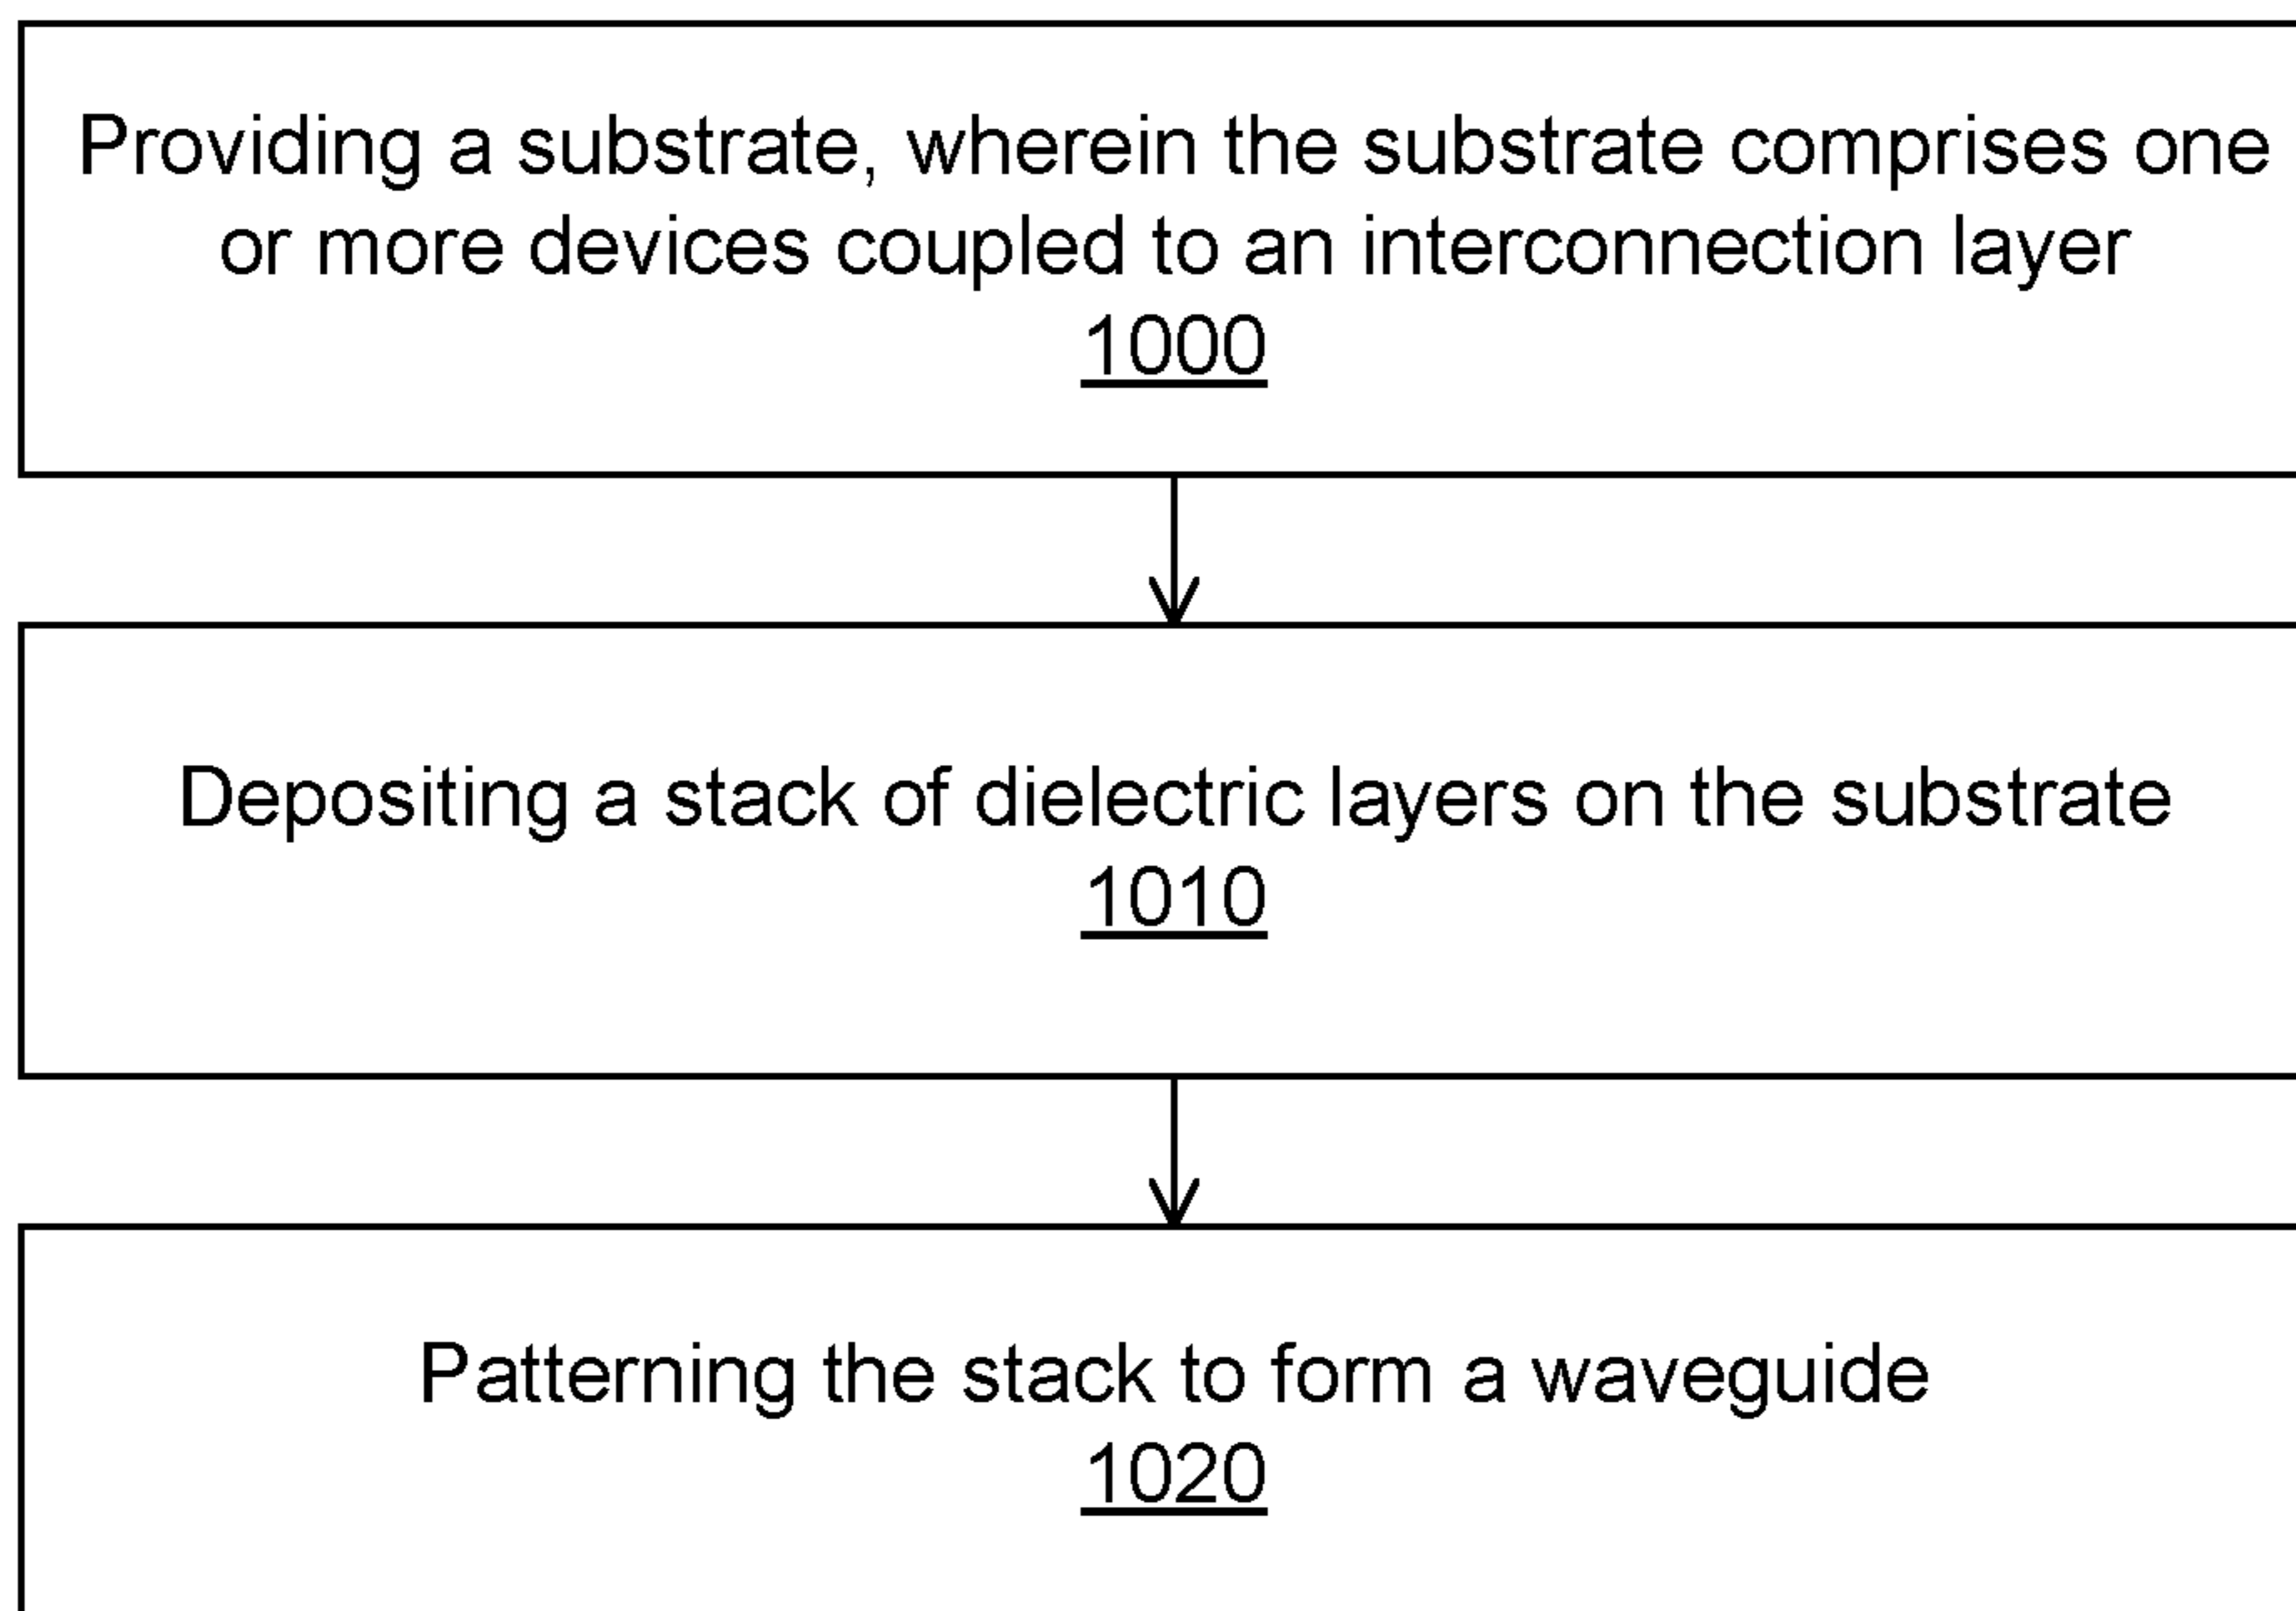 Providing a substrate, wherein the substrate comprises one
or more devices coupled to an interconnection layer
1000
Depositing a stack of dielectric layers on the substrate
1010
Patterning the stack to form a waveguide
1020